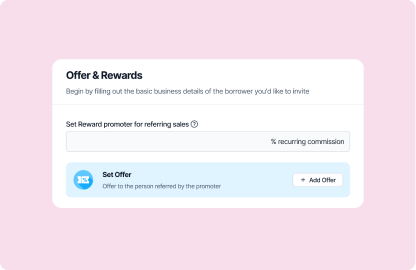 Offer & Rewards
Begin by filling out the basic business details of the borrower you'd like to invite
Set Reward promoter for referring sales
% recurring commission
Set Offer
Offer to the person referred by the promoter
+ Add Offer